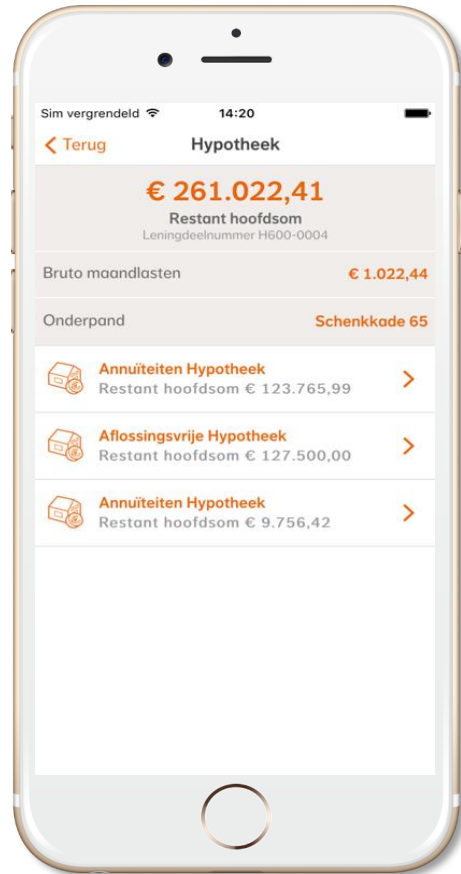 Sim vergrendeld 14:20
Terug Hypotheek
€ 261.022,41
Restant hoofdsom
Leningdeelnummer H600-0004
Bruto maandlasten € 1.022,44
Onderpand Schenkkade 65
Annuïteiten Hypotheek
Restant hoofdsom € 123.765,99
Aflossingsvrije Hypotheek
Restant hoofdsom € 127.500,00
Annuïteiten Hypotheek
Restant hoofdsom € 9.756,42